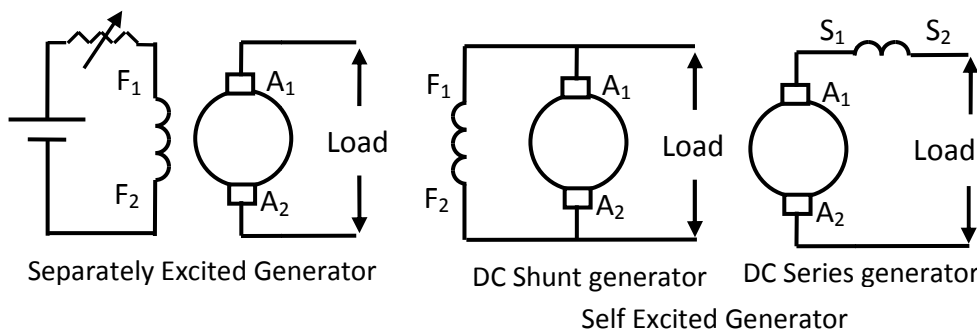 F1
F2
A1
A2
Load
Separately Excited Generator
F1
F2
A1
A2
Load
DC Shunt generator
S1 S2
A1
A2
Load
DC Series generator
Self Excited Generator